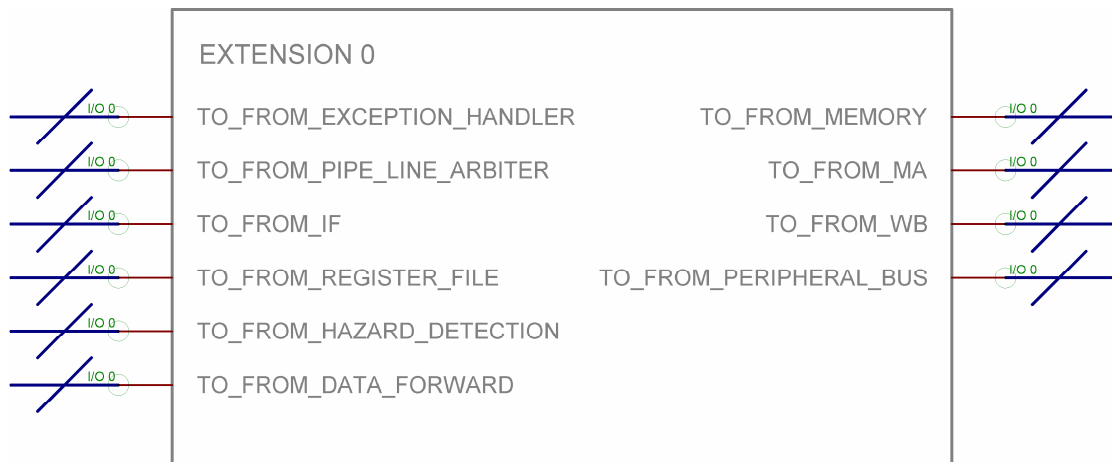 EXTENSION 0
I/O 0 TO_FROM_EXCEPTION_HANDLER TO_FROM_MEMORY I/O 0
I/O 0 TO_FROM_PIPE_LINE_ARBITER TO_FROM_MA I/O 0
I/O 0 TO_FROM_IF TO_FROM_WB I/O 0
I/O 0 TO_FROM_REGISTER_FILE TO_FROM_PERIPHERAL_BUS I/O 0
I/O 0 TO_FROM_HAZARD_DETECTION
I/O 0 TO_FROM_DATA_FORWARD